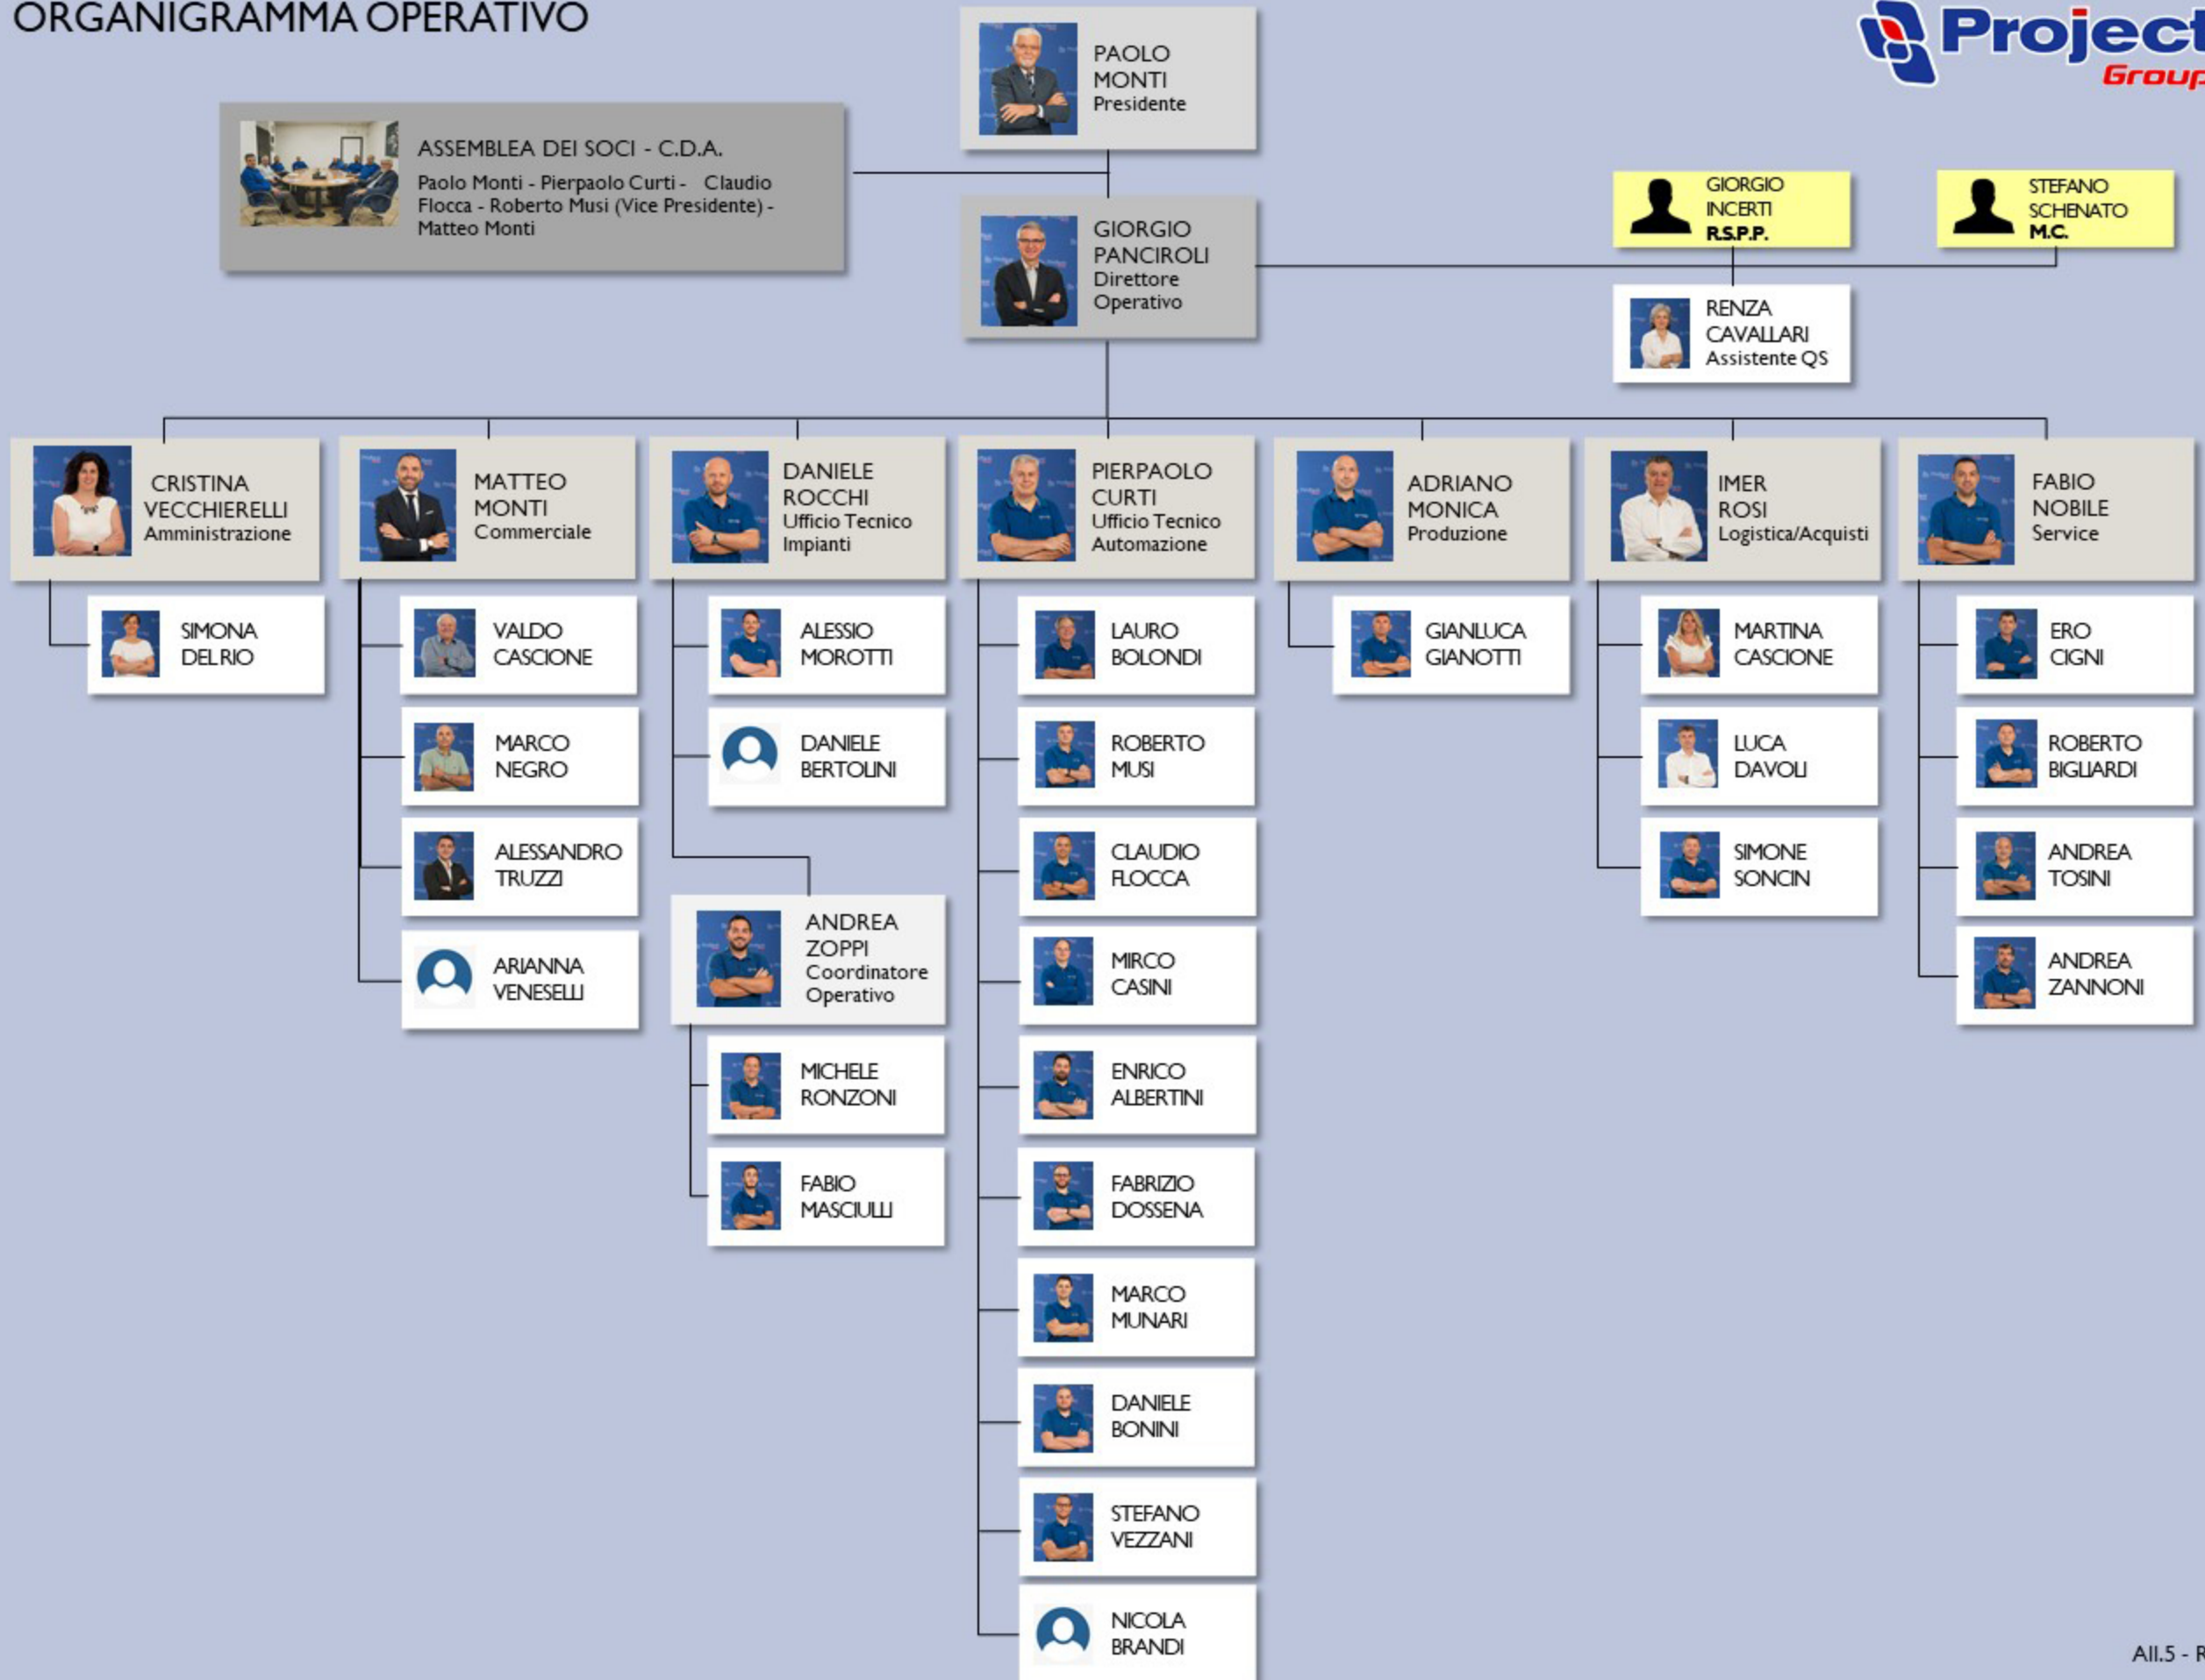 ORGANIGRAMMA OPERATIVO
Project
Group
PAOLO
MONTI
Presidente
ASSEMBLEA DEI SOCI - C.D.A.
Paolo Monti - Pierpaolo Curti - Claudio
Flocca - Roberto Musi (Vice Presidente) -
Matteo Monti
GIORGIO
PANCIROLI
Direttore
Operativo
GIORGIO
INCERTI
R.S.P.P.
STEFANO
SCHENATO
M.C.
RENZA
CAVALLARI
Assistente QS
CRISTINA
VECCHIERELLI
Amministrazione
MATTEO
MONTI
Commerciale
DANIELE
ROCCHI
Ufficio Tecnico
Impianti
PIERPAOLO
CURTI
Ufficio Tecnico
Automazione
ADRIANO
MONICA
Produzione
IMER
ROSI
Logistica/Acquisti
FABIO
NOBILE
Service
SIMONA
DEL RIO
VALDO
CASCIONE
MARCO
NEGRO
ALESSANDRO
TRUZZI
ARIANNA
VENESELLI
ALESSIO
MOROTTI
DANIELE
BERTOLINI
ANDREA
ZOPPI
Coordinatore
Operativo
MICHELE
RONZONI
FABIO
MASCIULLI
LAURO
BOLONDI
ROBERTO
MUSI
CLAUDIO
FLOCCA
MIRCO
CASINI
ENRICO
ALBERTINI
FABRIZIO
DOSSENA
MARCO
MUNARI
DANIELE
BONINI
STEFANO
VEZZANI
NICOLA
BRANDI
GIANLUCA
GIANOTTI
MARTINA
CASCIONE
LUCA
DAVOLI
SIMONE
SONCIN
ERO
CIGNI
ROBERTO
BIGLIARDI
ANDREA
TOSINI
ANDREA
ZANNONI
All.5 - R